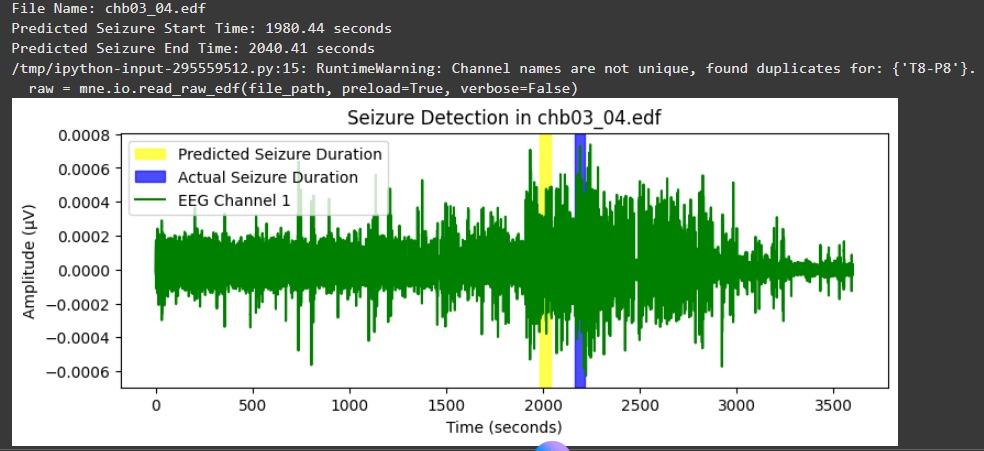 File Name: chb03_04.edf
Predicted Seizure Start Time: 1980.44 seconds
Predicted Seizure End Time: 2040.41 seconds
/tmp/ipython-input-295559512.py:15: RuntimeWarning: Channel names are not unique, found duplicates for: {'T8-P8'}.
  raw = mne.io.read_raw_edf(file_path, preload=True, verbose=False)
Seizure Detection in chb03_04.edf
Predicted Seizure Duration
Actual Seizure Duration
EEG Channel 1
Amplitude (µV)
0.0008
0.0006
0.0004
0.0002
0.0000
−0.0002
−0.0004
−0.0006
0 500 1000 1500 2000 2500 3000 3500
Time (seconds)